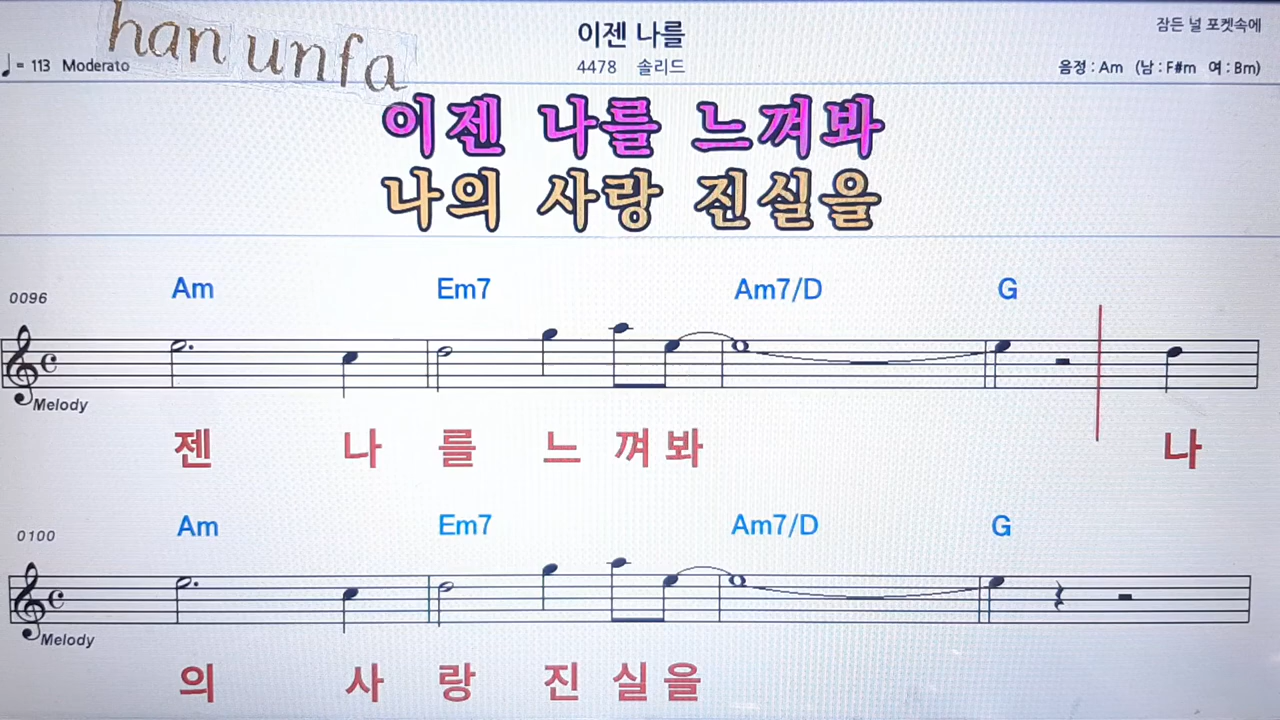 han unfa
이젠 나를
잠든 널 포켓속에
♩= 113 Moderato
4478 솔리드
음정 : Am (남 : F#m 여 : Bm)
이젠 나를 느껴봐
나의 사랑 진실을
0096 Am Em7 Am7/D G
Melody
젠 나 를 느 껴 봐 나
0100 Am Em7 Am7/D G
Melody
의 사 랑 진 실 을